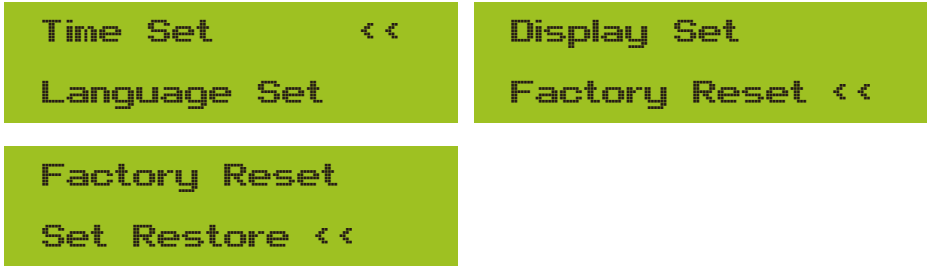 Time Set <<
Language Set
Display Set
Factory Reset <<
Factory Reset
Set Restore <<